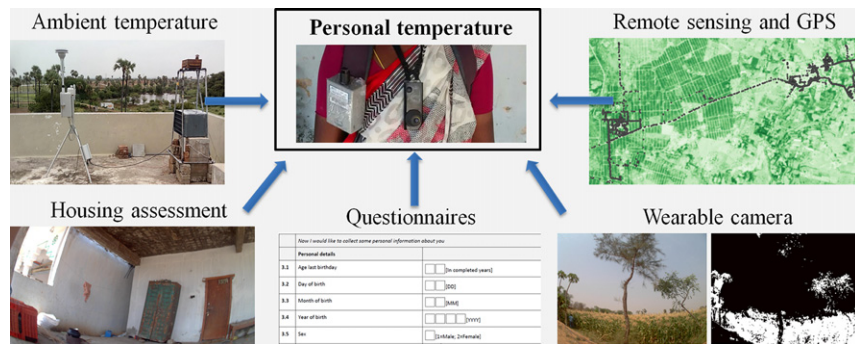 Ambient temperature
Personal temperature
Remote sensing and GPS
Housing assessment
Questionnaires
Wearable camera
Now I would like to collect some personal information about you
Personal details
3.1 Age last birthday [In completed years]
3.2 Day of birth [DD]
3.3 Month of birth [MM]
3.4 Year of birth [YYYY]
3.5 Sex [1=Male; 2=Female]